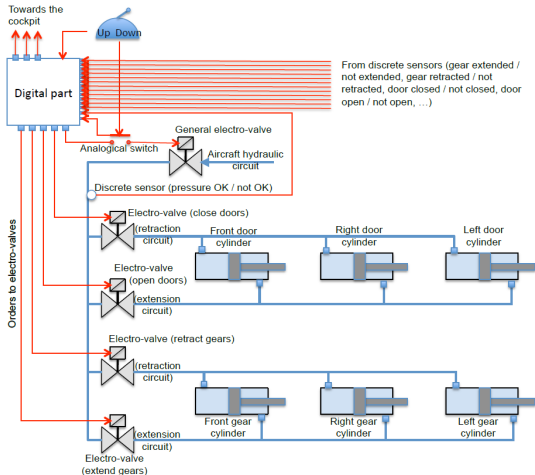 Towards the
cockpit
Up Down
From discrete sensors (gear extended /
not extended, gear retracted / not
retracted, door closed / not closed, door
open / not open, …)
Digital part
General electro-valve
Analogical switch
Aircraft hydraulic
circuit
Discrete sensor (pressure OK / not OK)
Electro-valve (close doors)
(retraction
circuit)
Front door
cylinder
Right door
cylinder
Left door
cylinder
Electro-valve
(open doors)
(extension
circuit)
Orders to electro-valves
Electro-valve (retract gears)
(retraction
circuit)
Front gear
cylinder
Right gear
cylinder
Left gear
cylinder
(extension
circuit)
Electro-valve
(extend gears)